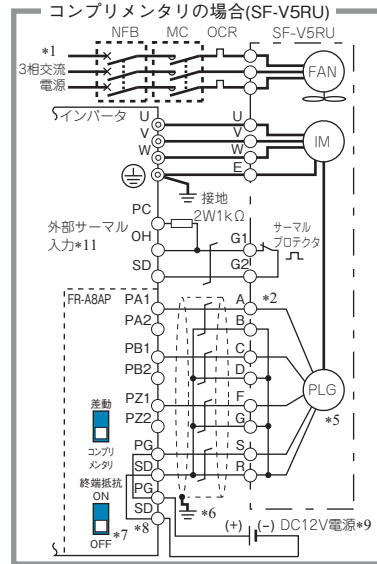 コンプリメンタリの場合(SF-V5RU)
NFB MC OCR SF-V5RU
*1
3相交流
電源
FAN
インバータ
U U
V V
W W
E
IM
接地
PC
2W1kΩ
外部サーマル
入力*11
OH
SD
G1
G2
サーマル
プロテクタ
FR-A8AP
PA1 A *2
PA2 B
PB1 C
PB2 D
PZ1 F
PZ2 G
PG S
SD R
PG
SD
PLG
*5
差動
コンプリ
メンタリ
終端抵抗
ON
OFF
*7
*8
*6
(+) (-) DC12V電源*9